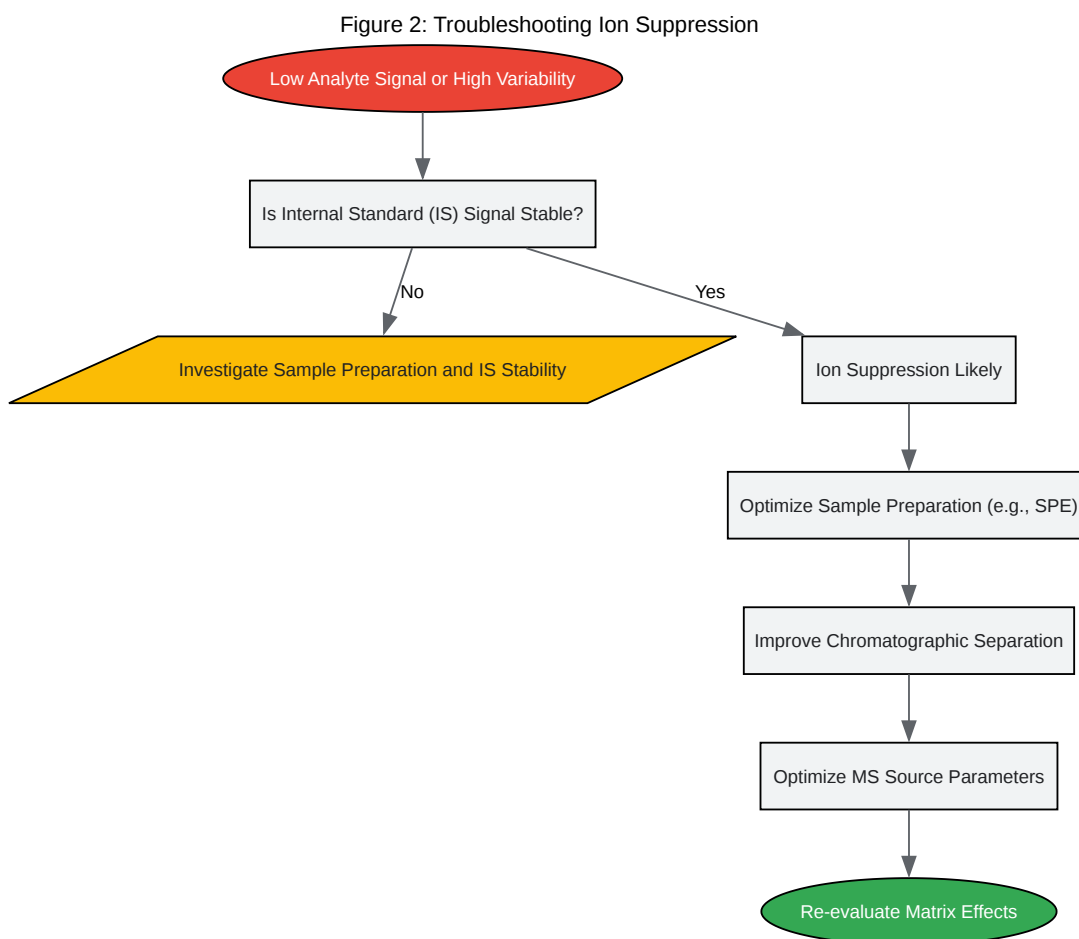 Figure 2: Troubleshooting Ion Suppression
Low Analyte Signal or High Variability
Is Internal Standard (IS) Signal Stable?
No
Yes
Investigate Sample Preparation and IS Stability
Ion Suppression Likely
Optimize Sample Preparation (e.g., SPE)
Improve Chromatographic Separation
Optimize MS Source Parameters
Re-evaluate Matrix Effects